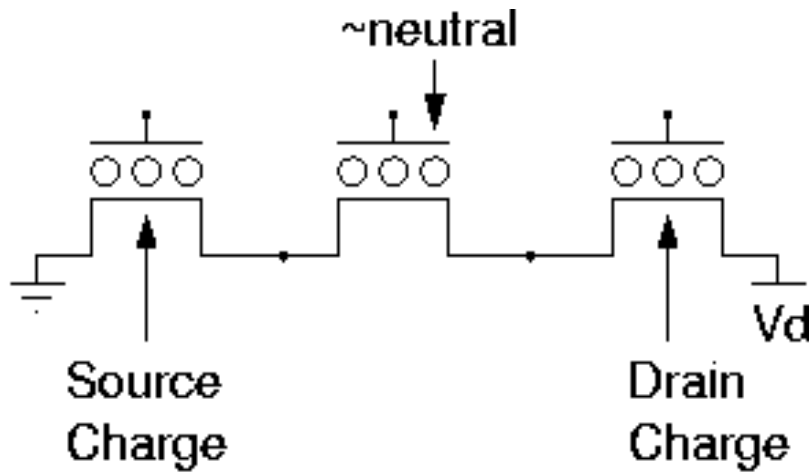 ~neutral
Vd
Source
Charge
Drain
Charge